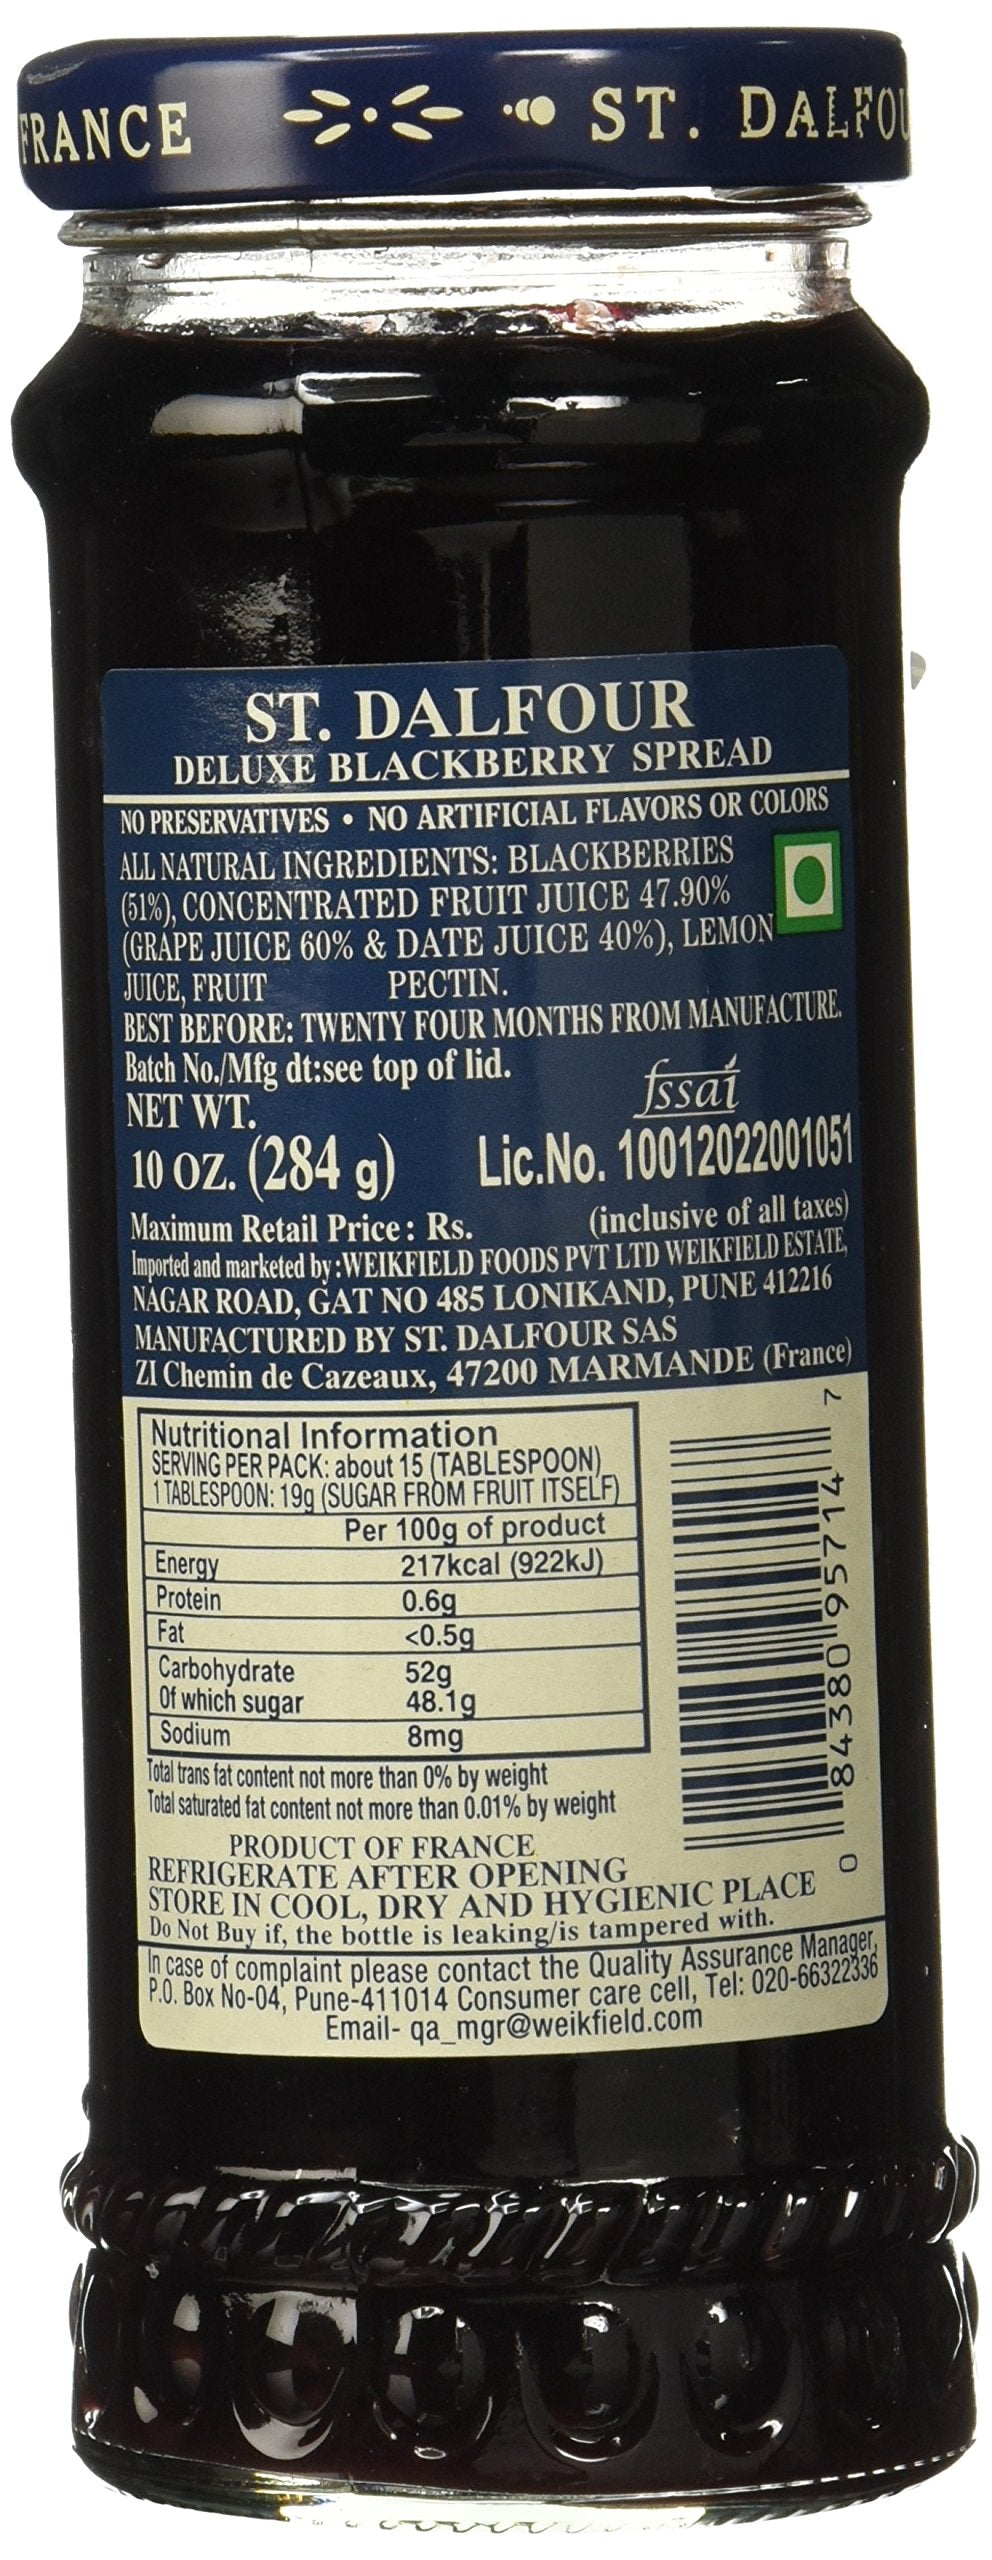 FRANCE ST. DALFOU
ST. DALFOUR
DELUXE BLACKBERRY SPREAD
NO PRESERVATIVES • NO ARTIFICIAL FLAVORS OR COLORS
ALL NATURAL INGREDIENTS: BLACKBERRIES
(51%), CONCENTRATED FRUIT JUICE 47.90%
(GRAPE JUICE 60% & DATE JUICE 40%), LEMON
JUICE, FRUIT PECTIN.
BEST BEFORE: TWENTY FOUR MONTHS FROM MANUFACTURE.
Batch No./Mfg dt:see top of lid.
fssai
NET WT.
10 OZ. (284 g) Lic.No. 10012022001051
Maximum Retail Price : Rs. (inclusive of all taxes)
Imported and marketed by:WEIKFIELD FOODS PVT LTD WEIKFIELD ESTATE,
NAGAR ROAD, GAT NO 485 LONIKAND, PUNE 412216
MANUFACTURED BY ST. DALFOUR SAS
ZI Chemin de Cazeaux, 47200 MARMANDE (France)
Nutritional Information
SERVING PER PACK: about 15 (TABLESPOON)
1 TABLESPOON: 19g (SUGAR FROM FRUIT ITSELF)
Per 100g of product
Energy 217kcal (922kJ)
Protein 0.6g
Fat <0.5g
Carbohydrate 52g
Of which sugar 48.1g
Sodium 8mg
Total trans fat content not more than 0% by weight
Total saturated fat content not more than 0.01% by weight
0 84380 95714 7
PRODUCT OF FRANCE
REFRIGERATE AFTER OPENING
STORE IN COOL, DRY AND HYGIENIC PLACE
Do Not Buy if, the bottle is leaking/is tampered with.
In case of complaint please contact the Quality Assurance Manager,
P.O. Box No-04, Pune-411014 Consumer care cell, Tel: 020-66322336
Email- qa_mgr@weikfield.com